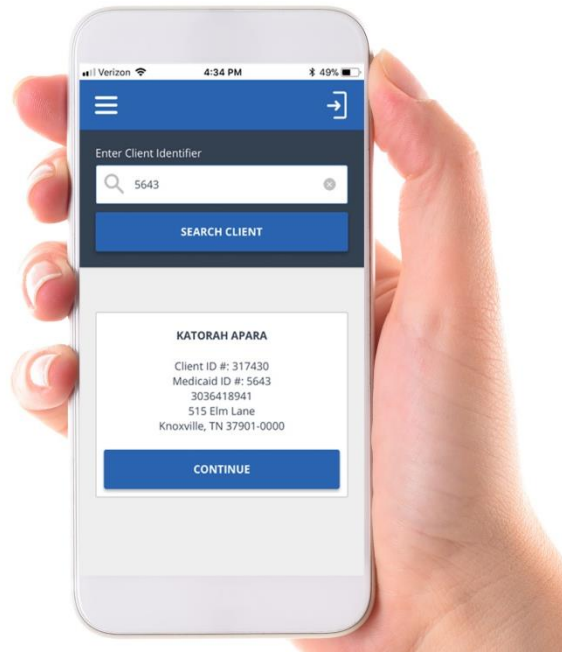 Verizon 4:34 PM 49%
Enter Client Identifier
5643
SEARCH CLIENT
KATORAH APARA
Client ID #: 317430
Medicaid ID #: 5643
3036418941
515 Elm Lane
Knoxville, TN 37901-0000
CONTINUE